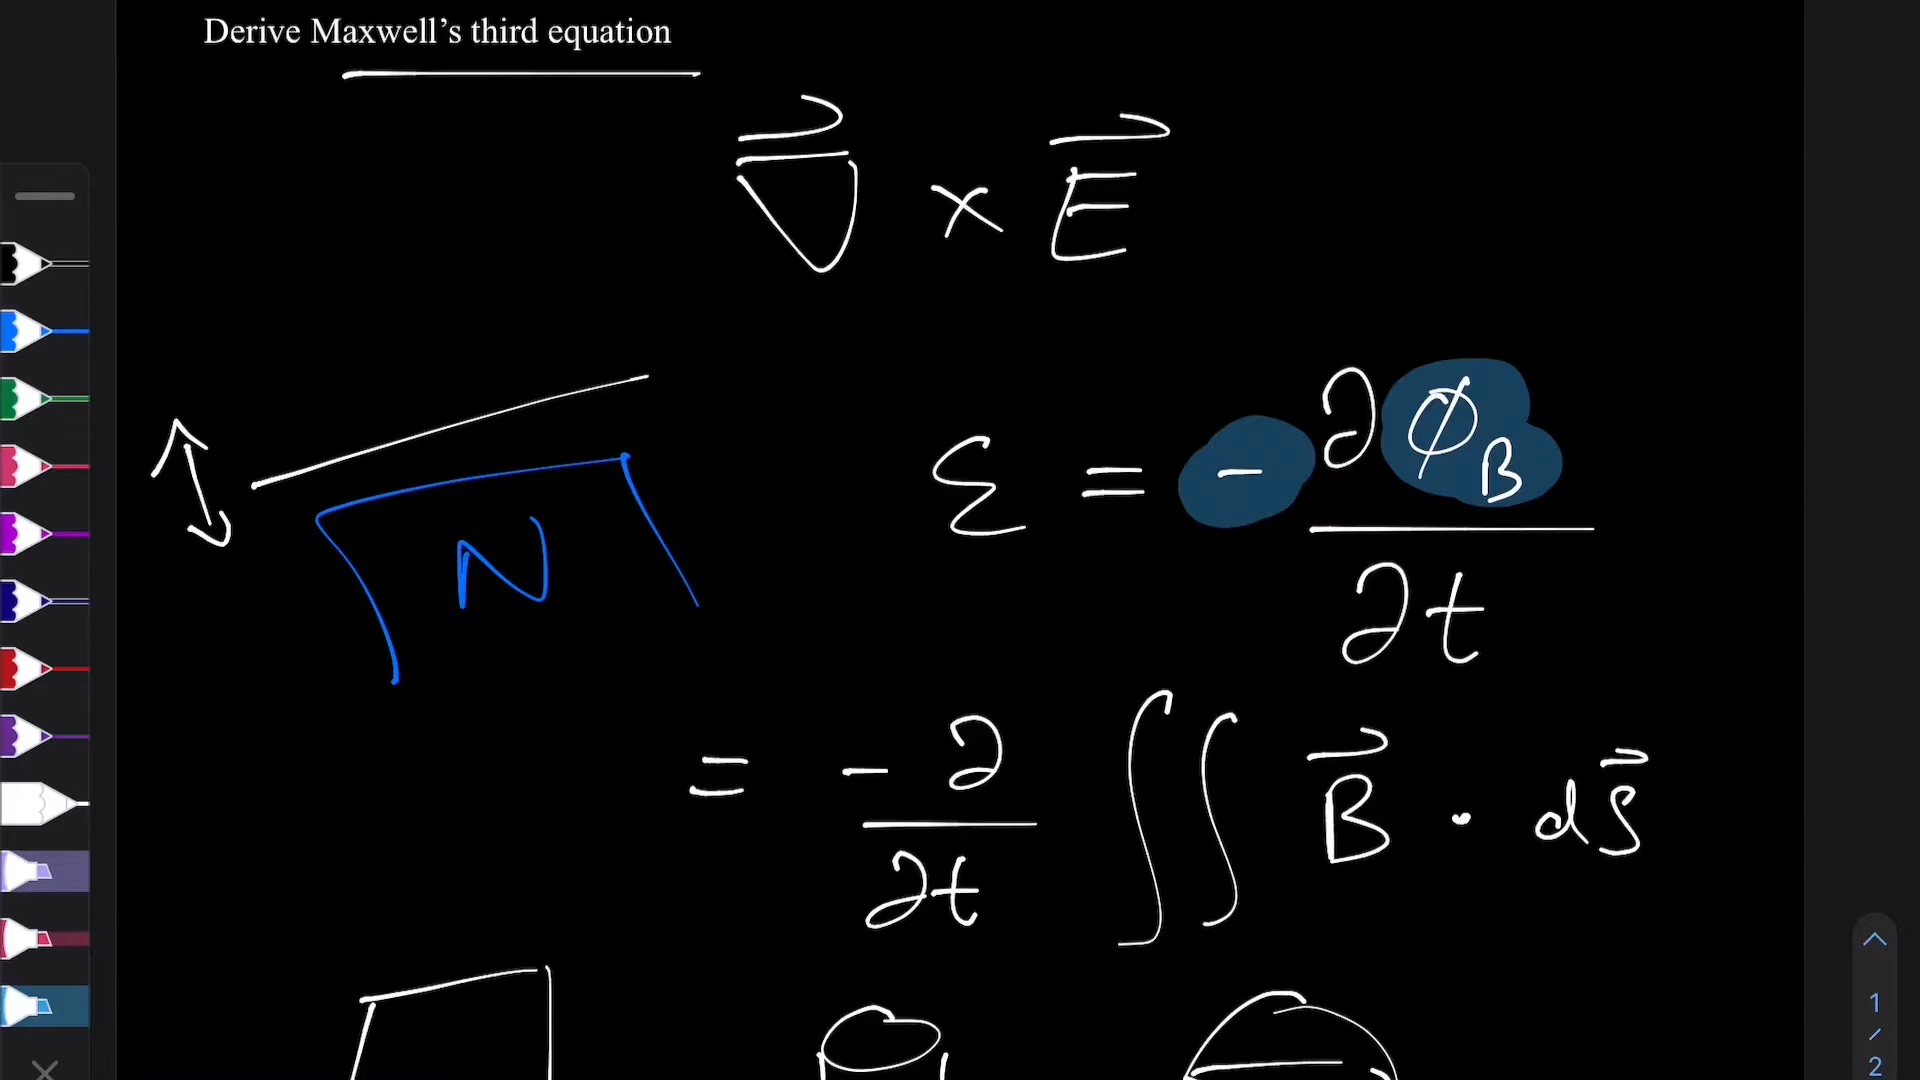 Derive Maxwell's third equation
∇⃗ × E⃗
ℰ = - ∂ϕ_B / ∂t
N
= - ∂/∂t ∬ B⃗ · dS⃗
1
/
2